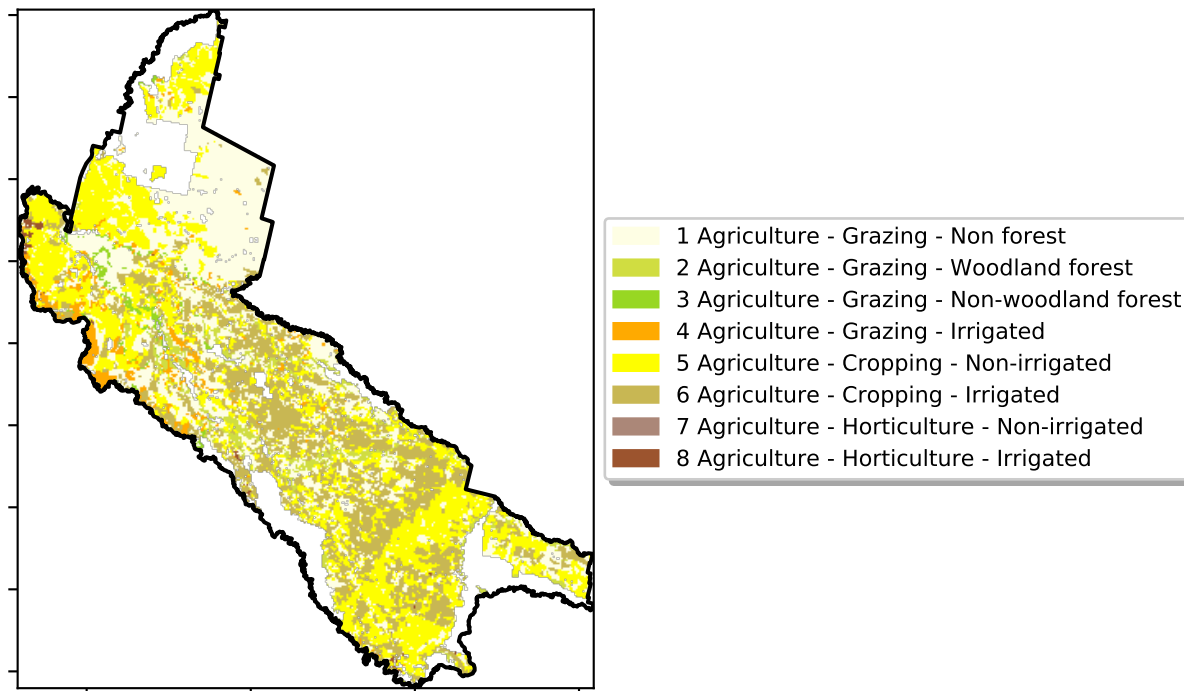 1 Agriculture - Grazing - Non forest
2 Agriculture - Grazing - Woodland forest
3 Agriculture - Grazing - Non-woodland forest
4 Agriculture - Grazing - Irrigated
5 Agriculture - Cropping - Non-irrigated
6 Agriculture - Cropping - Irrigated
7 Agriculture - Horticulture - Non-irrigated
8 Agriculture - Horticulture - Irrigated